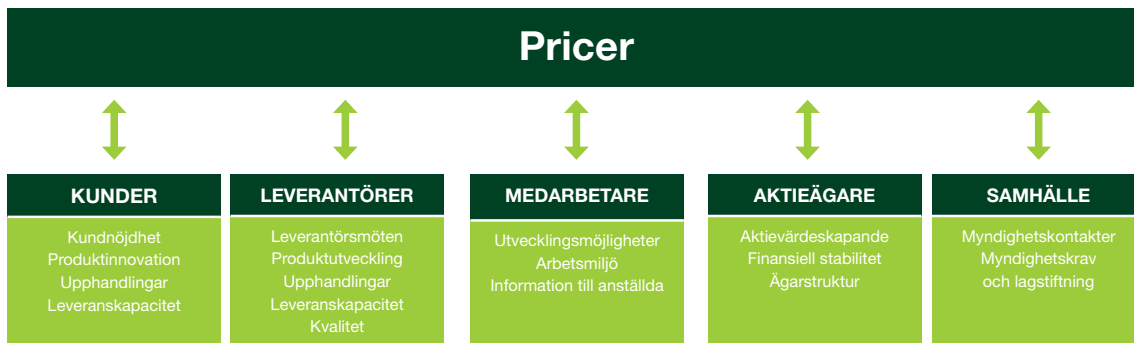 Pricer
KUNDER
Kundnöjdhet
Produktinnovation
Upphandlingar
Leveranskapacitet
LEVERANTÖRER
Leverantörsmöten
Produktutveckling
Upphandlingar
Leveranskapacitet
Kvalitet
MEDARBETARE
Utvecklingsmöjligheter
Arbetsmiljö
Information till anställda
AKTIEÄGARE
Aktievärdeskapande
Finansiell stabilitet
Ägarstruktur
SAMHÄLLE
Myndighetskontakter
Myndighetskrav
och lagstiftning